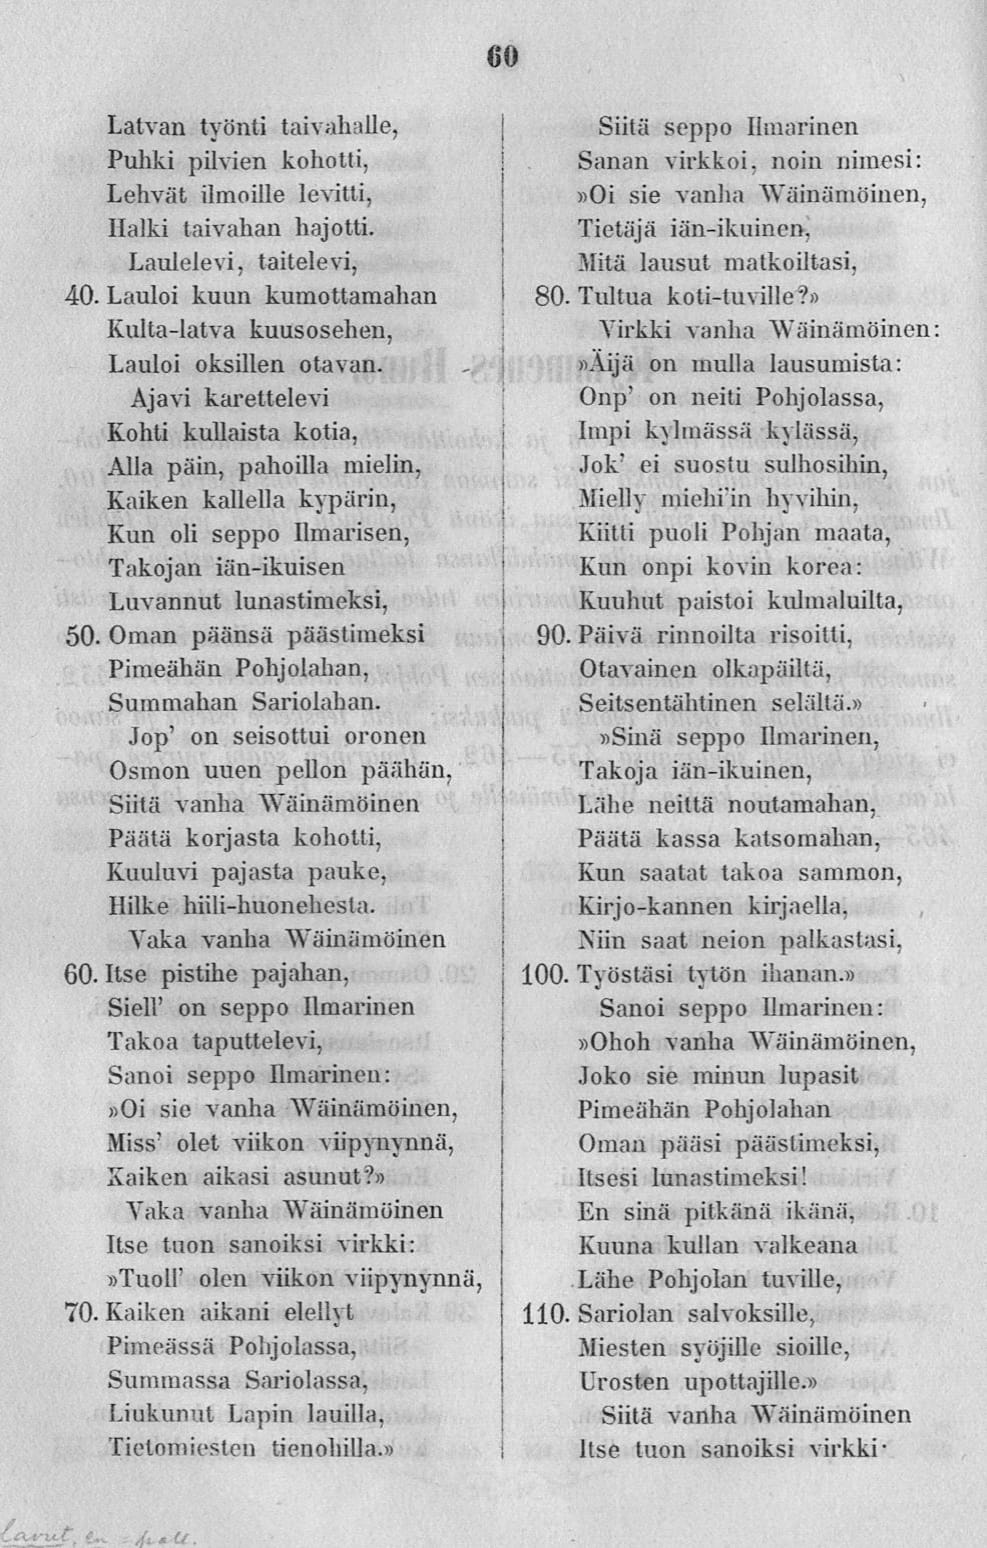 60
Latvan työnti taivahalle,
Puhki pilvien kohotti,
Lehvät ilmoille levitti,
Halki taivahan hajotti.
Laulelevi, taitelevi,
40. Lauloi kuun kumottamahan
Kulta-latva kuusosehen,
Lauloi oksillen otavan.
Ajavi karettelevi
Kohti kullaista kotia,
Alla päin, pahoilla mielin,
Kaiken kallella kypärin,
Kun oli seppo Ilmarisen,
Takojan iän-ikuisen
Luvannut lunastimeksi,
50. Oman päänsä päästimeksi
Pimeähän Pohjolahan,
Summahan Sariolahan.
Jop' on seisottui oronen
Osmon uuen pellon päähän,
Siitä vanha Wäinämöinen
Päätä korjasta kohotti,
Kuuluvi pajasta pauke,
Hilke hiili-huonehesta.
Vaka vanha Wäinämöinen
60. Itse pistihe pajahan,
Siell' on seppo Ilmarinen
Takoa taputtelevi,
Sanoi seppo Ilmarinen:
»Oi sie vanha Wäinämöinen,
Miss' olet viikon viipynynnä,
Kaiken aikasi asunut?»
Vaka vanha Wäinämöinen
Itse tuon sanoiksi virkki:
»Tuoll' olen viikon viipynynnä,
70. Kaiken aikani elellyt
Pimeässä Pohjolassa,
Summassa Sariolassa,
Liukunut Lapin lauilla,
Tietomiesten tienohilla.»
Siitä seppo Ilmarinen
Sanan virkkoi, noin nimesi:
»Oi sie vanha Wäinämöinen,
Tietäjä iän-ikuinen,
Mitä lausut matkoiltasi,
80. Tultua koti-tuville?»
Virkki vanha Wäinämöinen:
»Äijä on mulla lausumista:
Onp' on neiti Pohjolassa,
Impi kylmässä kylässä,
Jok' ei suostu sulhosihin,
Mielly miehi'in hyvihin,
Kiitti puoli Pohjan maata,
Kun onpi kovin korea:
Kuuhut paistoi kulmaluilta,
90. Päivä rinnoilta risoitti,
Otavainen olkapäiltä,
Seitsentähtinen selältä.»
»Sinä seppo Ilmarinen,
Takoja iän-ikuinen,
Lähe neittä noutamahan,
Päätä kassa katsomahan,
Kun saatat takoa sammon,
Kirjo-kannen kirjaella,
Niin saat neion palkastasi,
100. Työstäsi tytön ihanan.»
Sanoi seppo Ilmarinen:
»Ohoh vanha Wäinämöinen,
Joko sie minun lupasit
Pimeähän Pohjolahan
Oman pääsi päästimeksi,
Itsesi lunastimeksi!
En sinä pitkänä ikänä,
Kuuna kullan valkeana
Lähe Pohjolan tuville,
110. Sariolan salvoksille,
Miesten syöjille sioille,
Urosten upottajille.»
Siitä vanha Wäinämöinen
Itse tuon sanoiksi virkki: